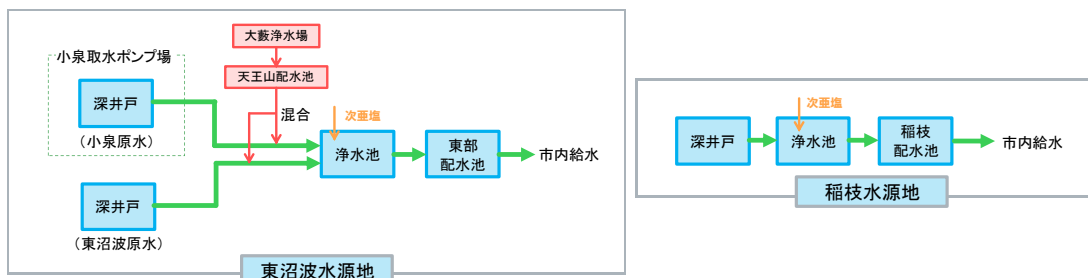 小泉取水ポンプ場
深井戸
(小泉原水)
大薮浄水場
天王山配水池
混合
次亜塩
浄水池
東部
配水池
市内給水
深井戸
(東沼波原水)
東沼波水源地
深井戸
次亜塩
浄水池
稲枝
配水池
市内給水
稲枝水源地